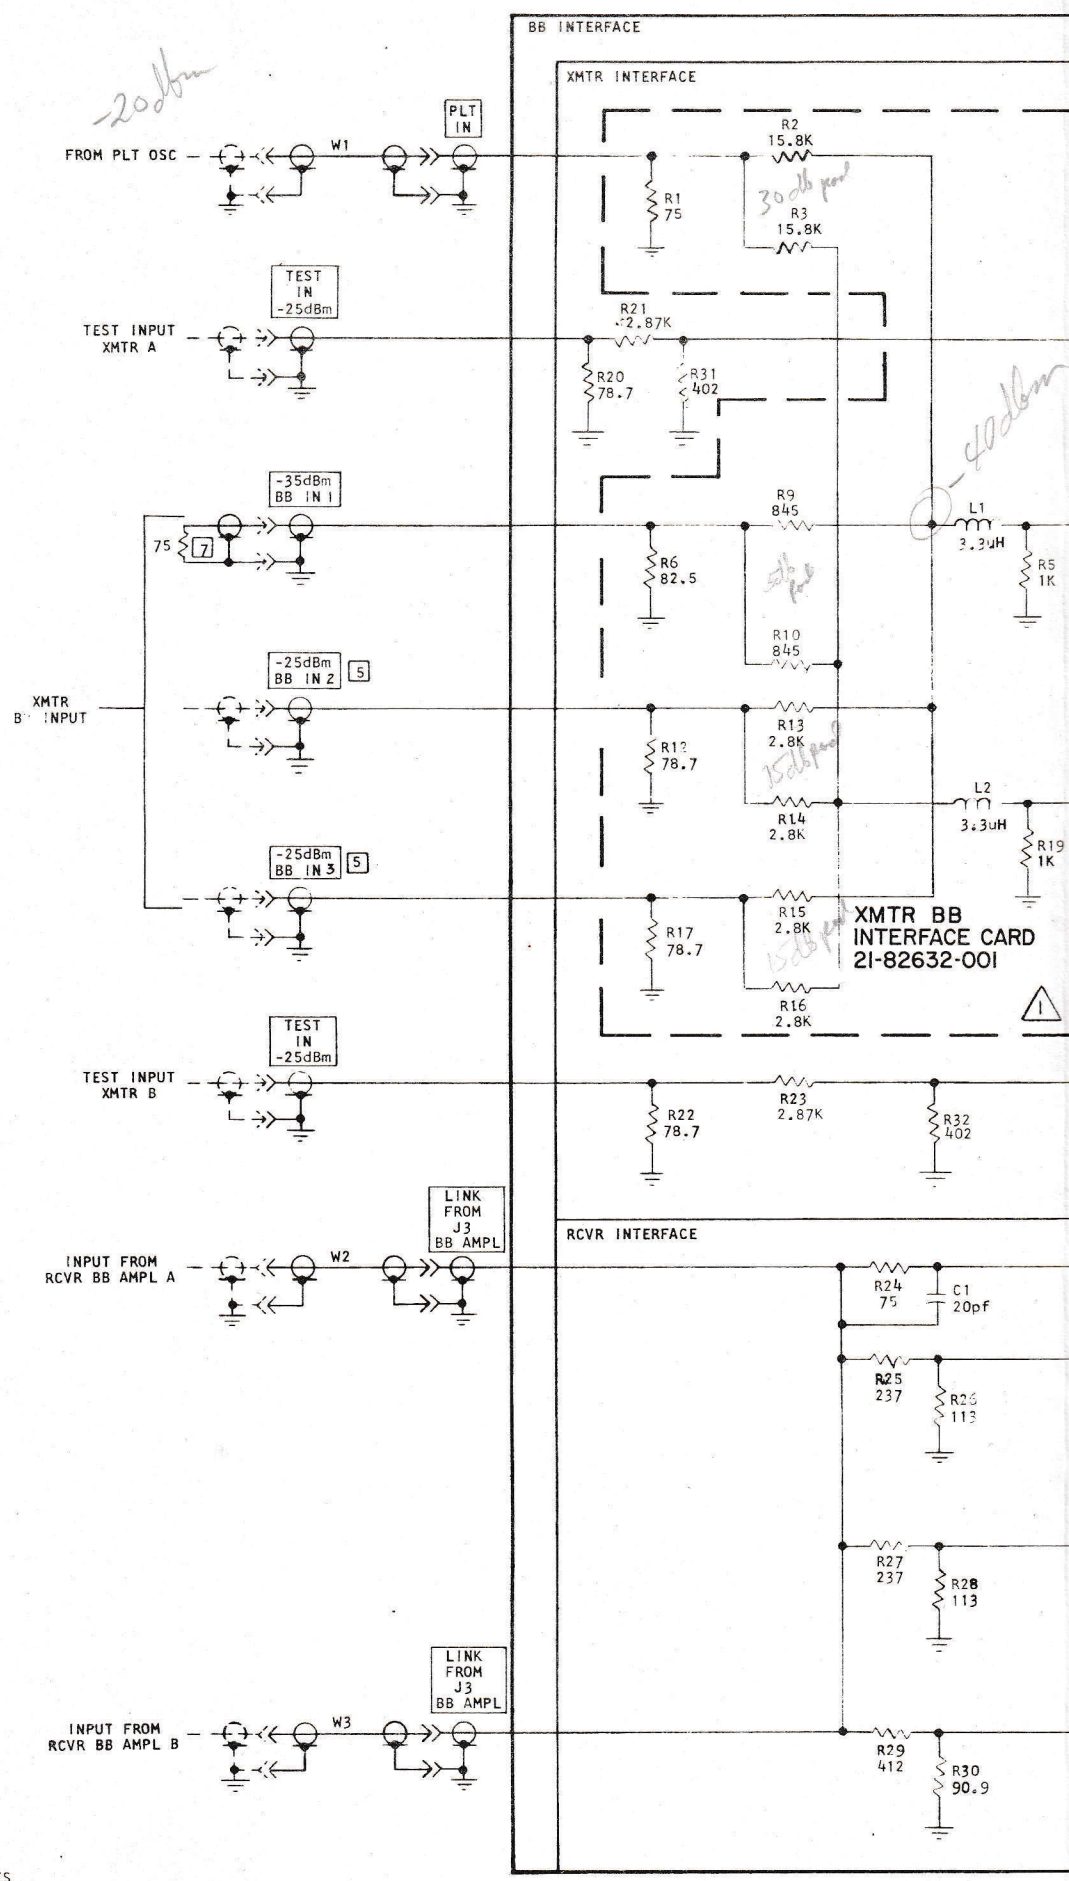 BB INTERFACE
XMTR INTERFACE
-20dbm
PLT
IN
FROM PLT OSC
W1
R2
15.8K
R1
75
30db pad
R3
15.8K
TEST
IN
-25dBm
TEST INPUT
XMTR A
R21
2.87K
R20
78.7
R31
402
-40dbm
-35dBm
BB IN 1
75
7
R9
845
L1
3.3uH
R6
82.5
R5
1K
5db
pad
R10
845
-25dBm
BB IN 2
5
XMTR
INPUT
R13
2.8K
R12
78.7
15db pad
R14
2.8K
L2
3.3uH
R19
1K
-25dBm
BB IN 3
5
R15
2.8K
R17
78.7
15db pad
XMTR BB
INTERFACE CARD
21-82632-001
R16
2.8K
1
TEST
IN
-25dBm
TEST INPUT
XMTR B
R22
78.7
R23
2.87K
R32
402
LINK
FROM
J3
BB AMPL
RCVR INTERFACE
INPUT FROM
RCVR BB AMPL A
W2
R24
75
C1
20pf
R25
237
R26
113
R27
237
R28
113
LINK
FROM
J3
BB AMPL
INPUT FROM
RCVR BB AMPL B
W3
R29
412
R30
90.9